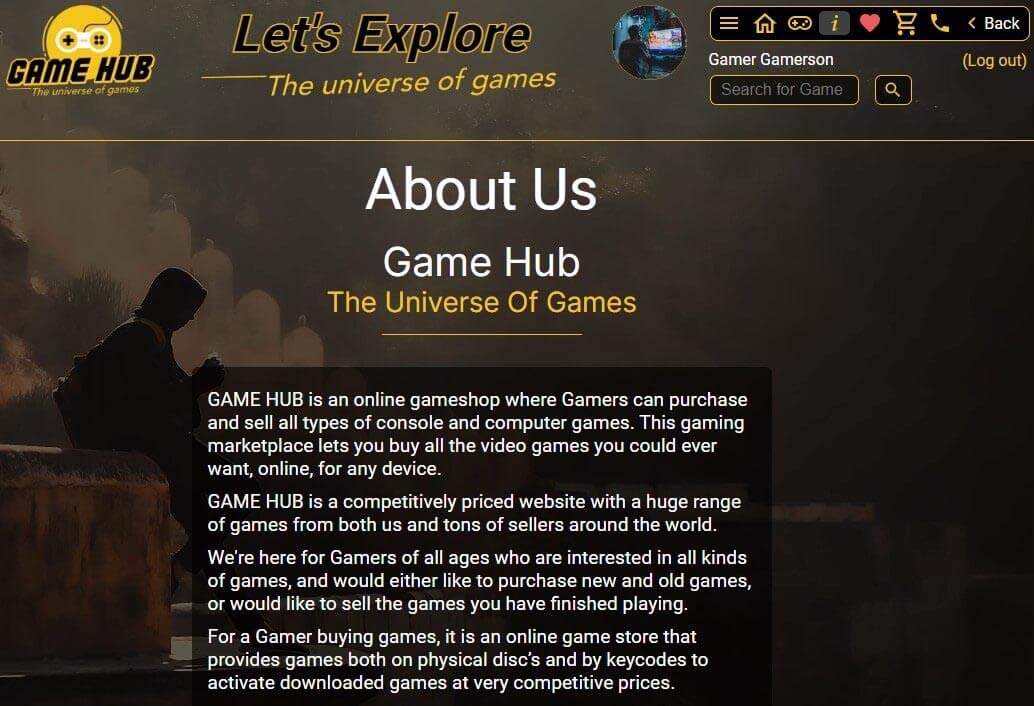 GAME HUB
The universe of games
Let's Explore
The universe of games
i
Back
Gamer Gamerson
(Log out)
Search for Game
About Us
Game Hub
The Universe Of Games
GAME HUB is an online gameshop where Gamers can purchase
and sell all types of console and computer games. This gaming
marketplace lets you buy all the video games you could ever
want, online, for any device.
GAME HUB is a competitively priced website with a huge range
of games from both us and tons of sellers around the world.
We're here for Gamers of all ages who are interested in all kinds
of games, and would either like to purchase new and old games,
or would like to sell the games you have finished playing.
For a Gamer buying games, it is an online game store that
provides games both on physical disc’s and by keycodes to
activate downloaded games at very competitive prices.